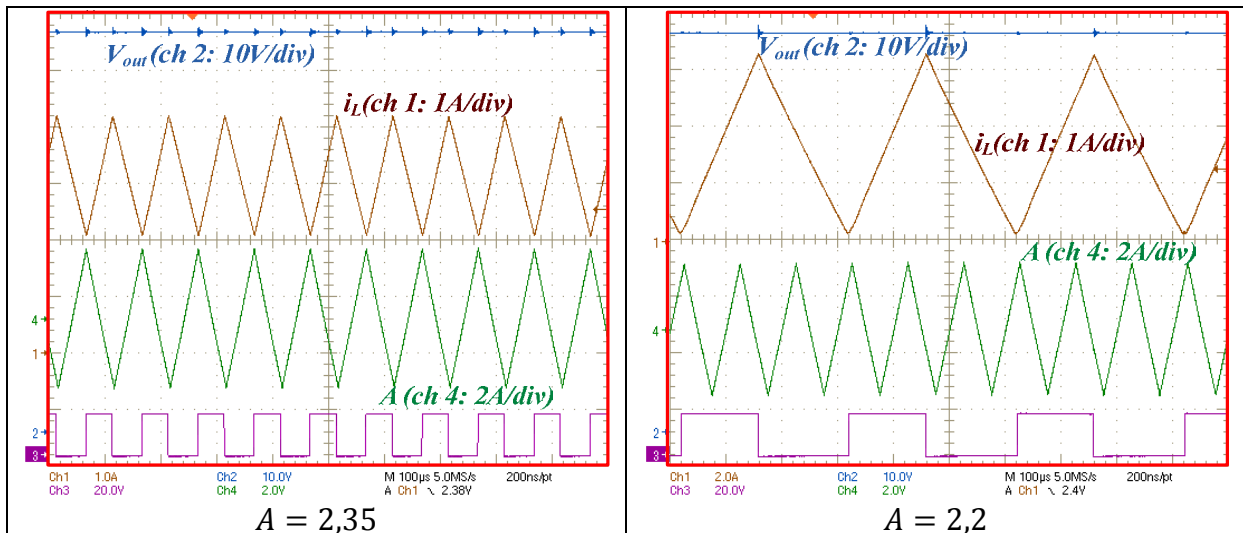 V_out (ch 2: 10V/div)
i_L(ch 1: 1A/div)
4
1
A (ch 4: 2A/div)
2
3
Ch1 1.0A Ch2 10.0V M 100µs 5.0MS/s 200ns/pt
Ch3 20.0V Ch4 2.0V A Ch1 ∿ 2.38V
A = 2,35
V_out (ch 2: 10V/div)
i_L(ch 1: 1A/div)
1
A (ch 4: 2A/div)
4
2
3
Ch1 2.0A Ch2 10.0V M 100µs 5.0MS/s 200ns/pt
Ch3 20.0V Ch4 2.0V A Ch1 ∿ 2.4V
A = 2,2